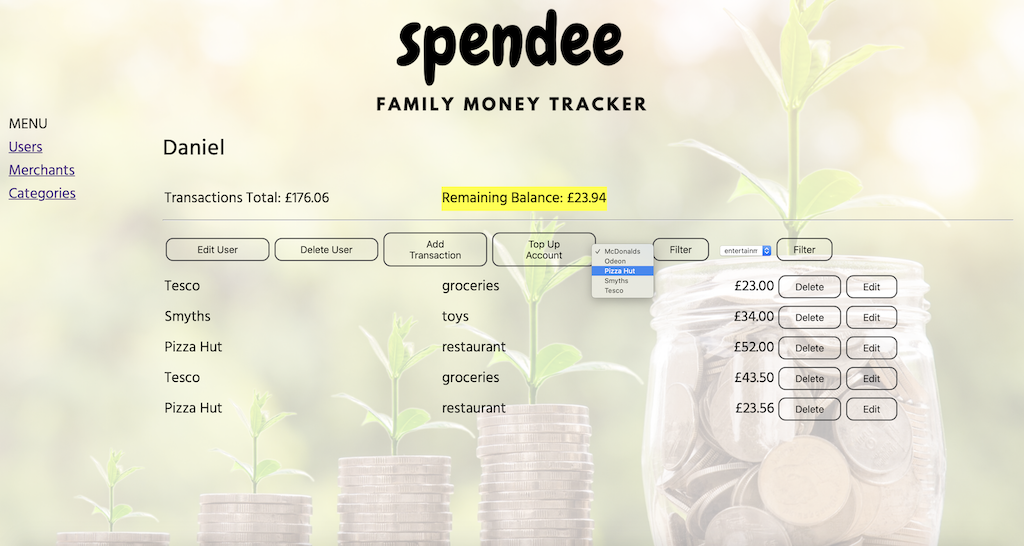 spendee
FAMILY MONEY TRACKER
MENU
Users
Merchants
Categories
Daniel
Transactions Total: £176.06 Remaining Balance: £23.94
Edit User Delete User Add Transaction Top Up Account Filter entertainm Filter
✓ McDonalds
Odeon
Pizza Hut
Smyths
Tesco
Tesco groceries £23.00 Delete Edit
Smyths toys £34.00 Delete Edit
Pizza Hut restaurant £52.00 Delete Edit
Tesco groceries £43.50 Delete Edit
Pizza Hut restaurant £23.56 Delete Edit